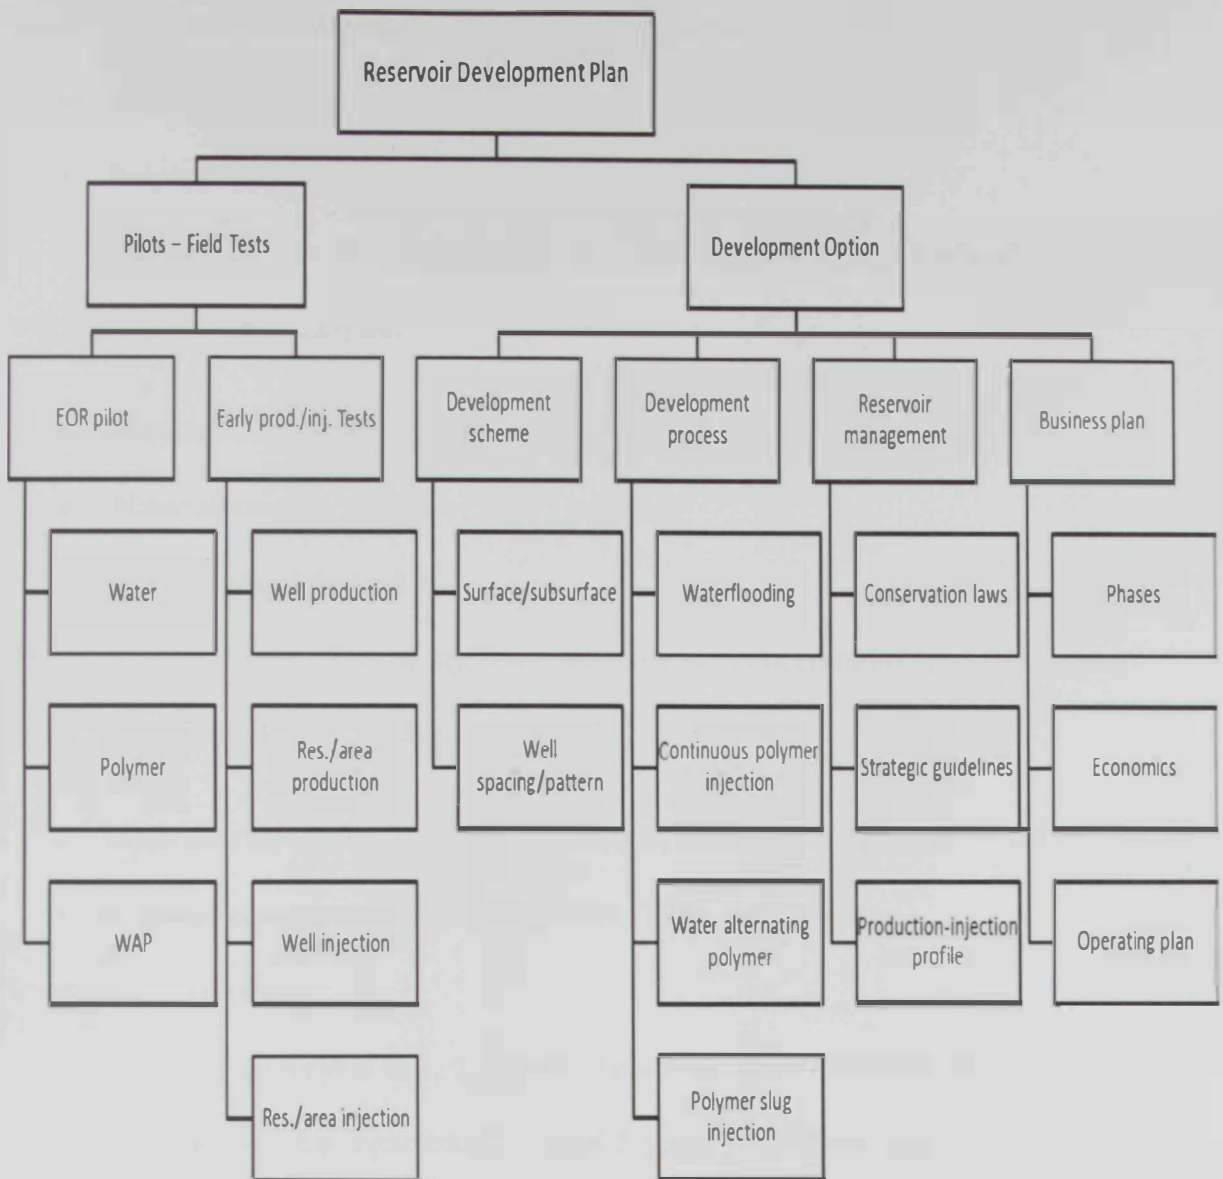 Reservoir Development Plan
Pilots – Field Tests
Development Option
EOR pilot
Early prod./inj. Tests
Development
scheme
Development
process
Reservoir
management
Business plan
Water
Well production
Surface/subsurface
Waterflooding
Conservation laws
Phases
Polymer
Res./area
production
Well
spacing/pattern
Continuous polymer
injection
Strategic guidelines
Economics
WAP
Well injection
Water alternating
polymer
Production-injection
profile
Operating plan
Res./area injection
Polymer slug
injection